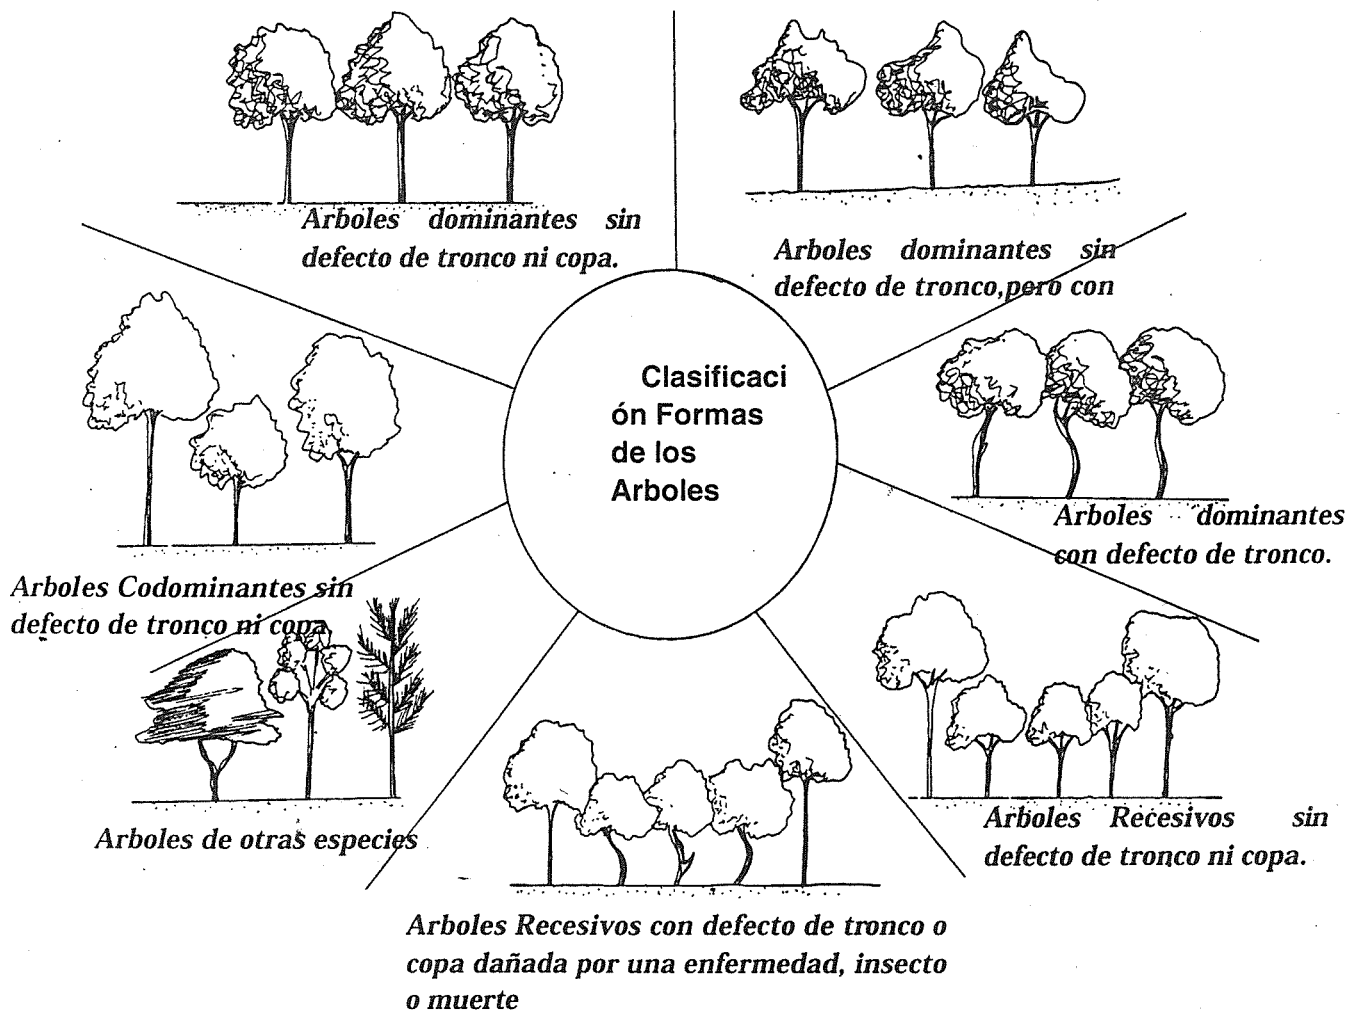 Arboles dominantes sin
defecto de tronco ni copa.
Arboles dominantes sin
defecto de tronco,pero con
Clasificaci
ón Formas
de los
Arboles
Arboles dominantes
con defecto de tronco.
Arboles Codominantes sin
defecto de tronco ni copa
Arboles de otras especies
Arboles Recesivos sin
defecto de tronco ni copa.
Arboles Recesivos con defecto de tronco o
copa dañada por una enfermedad, insecto
o muerte